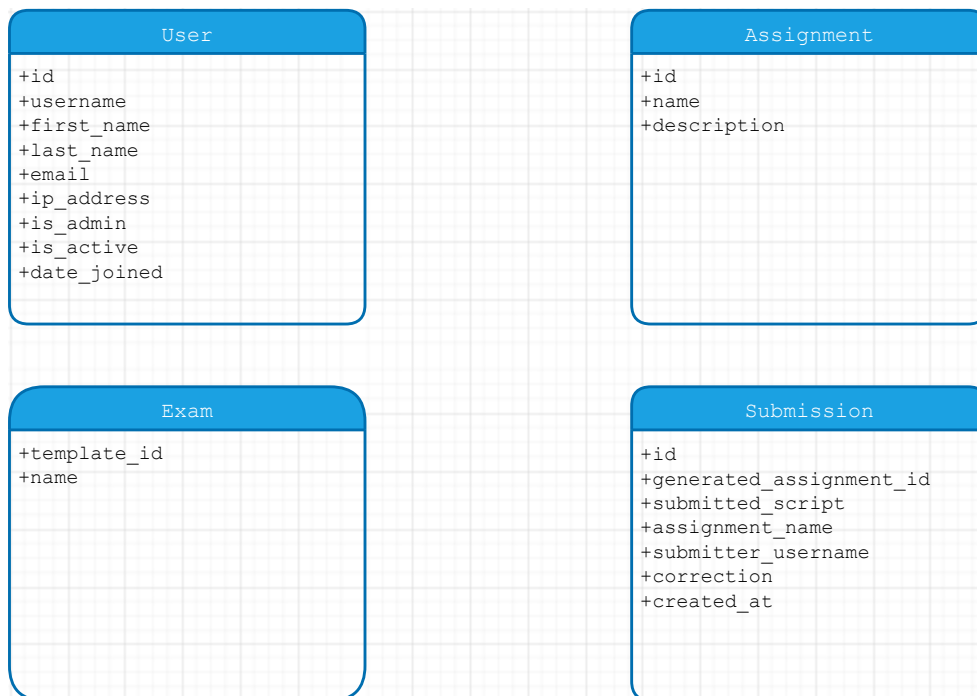 User
+id
+username
+first_name
+last_name
+email
+ip_address
+is_admin
+is_active
+date_joined
Assignment
+id
+name
+description
Exam
+template_id
+name
Submission
+id
+generated_assignment_id
+submitted_script
+assignment_name
+submitter_username
+correction
+created_at